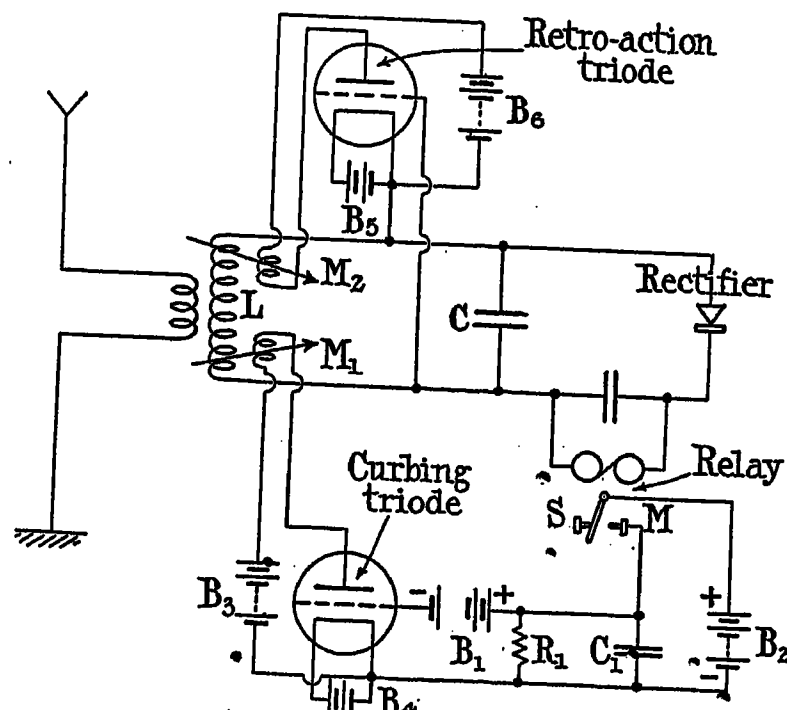 Retro-action
triode
B₆
B₅
M₂
L
M₁
C
Rectifier
Curbing
triode
Relay
S
M
B₃
-
+
B₁
R₁
C₁
+
-
B₂
B₄